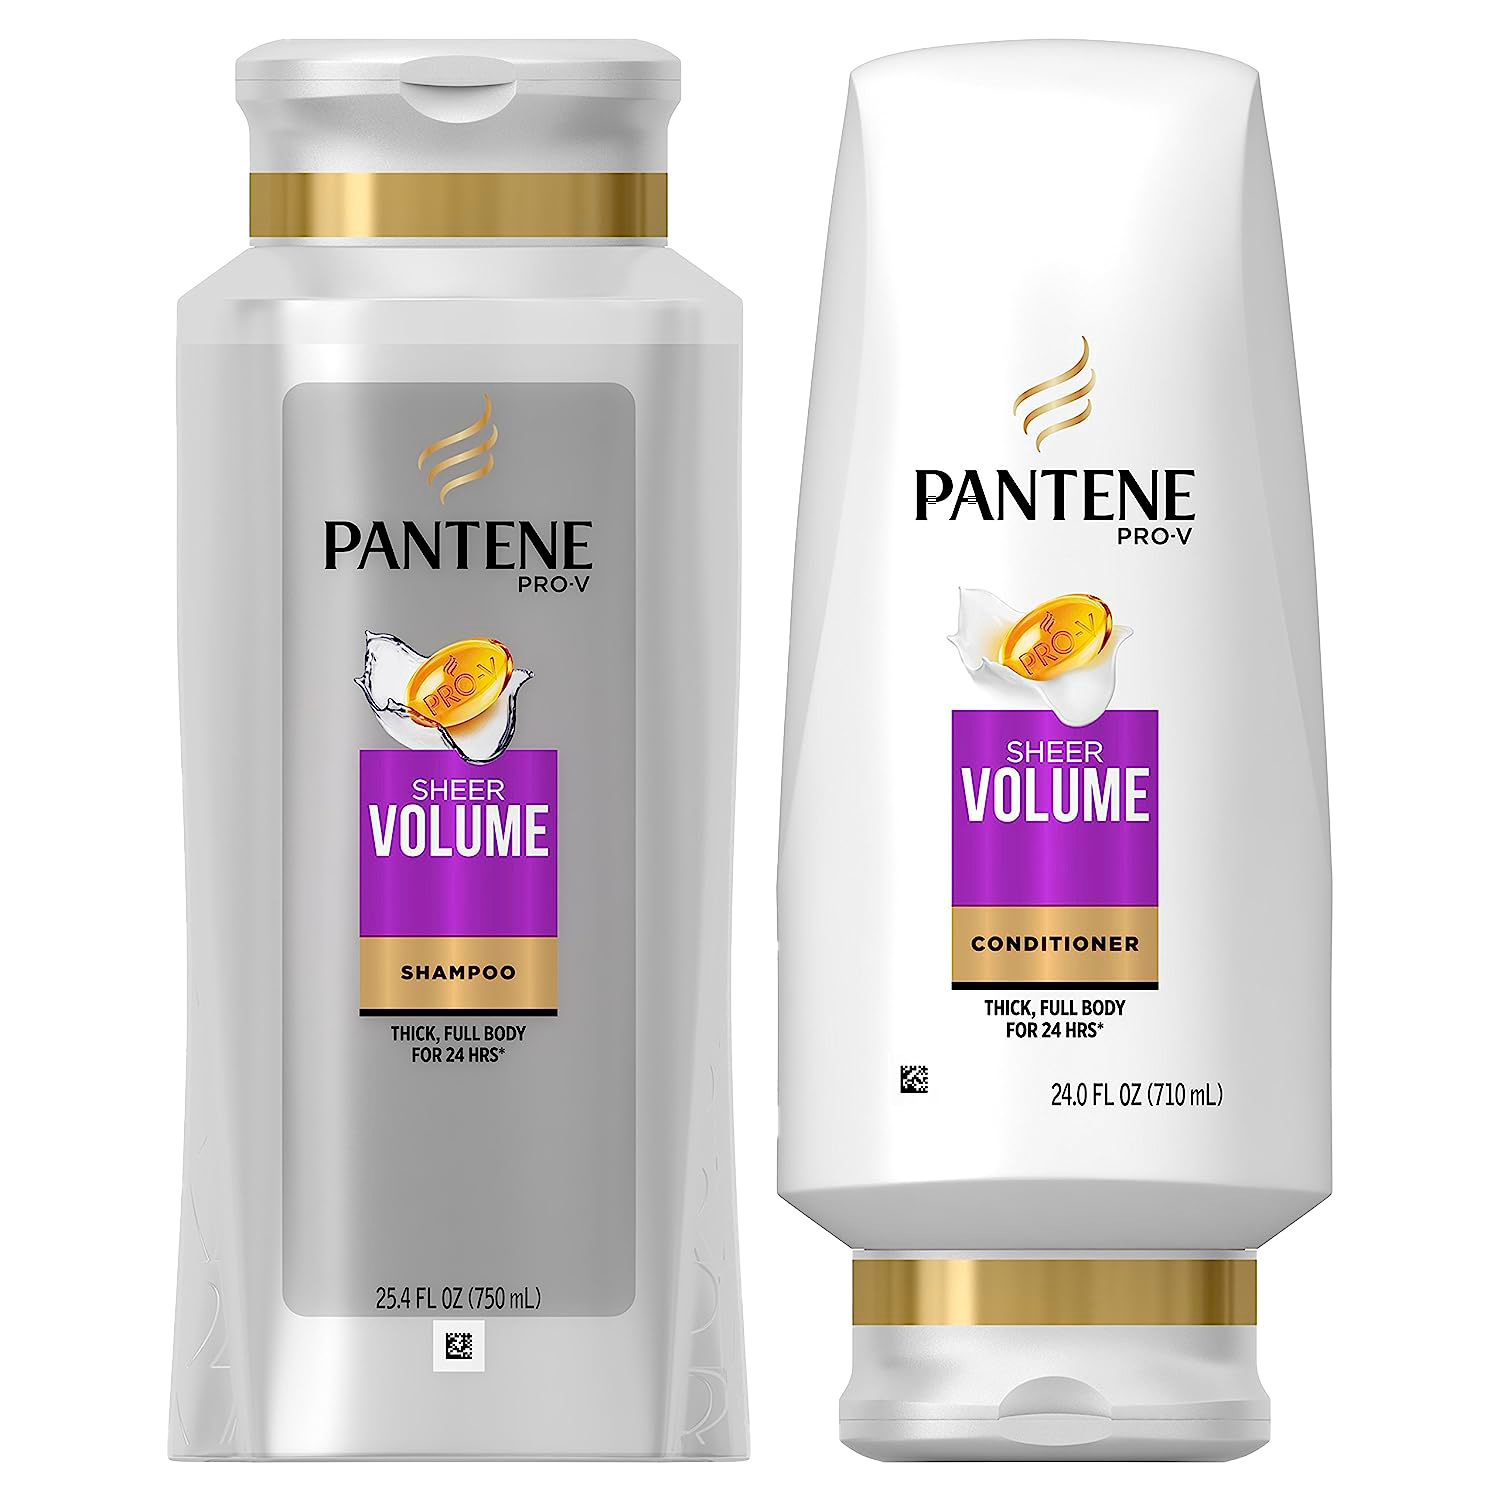 PANTENE
PRO-V
PRO-V
SHEER
VOLUME
SHAMPOO
THICK, FULL BODY
FOR 24 HRS*
25.4 FL OZ (750 mL)
PANTENE
PRO-V
PRO-V
SHEER
VOLUME
CONDITIONER
THICK, FULL BODY
FOR 24 HRS*
24.0 FL OZ (710 mL)